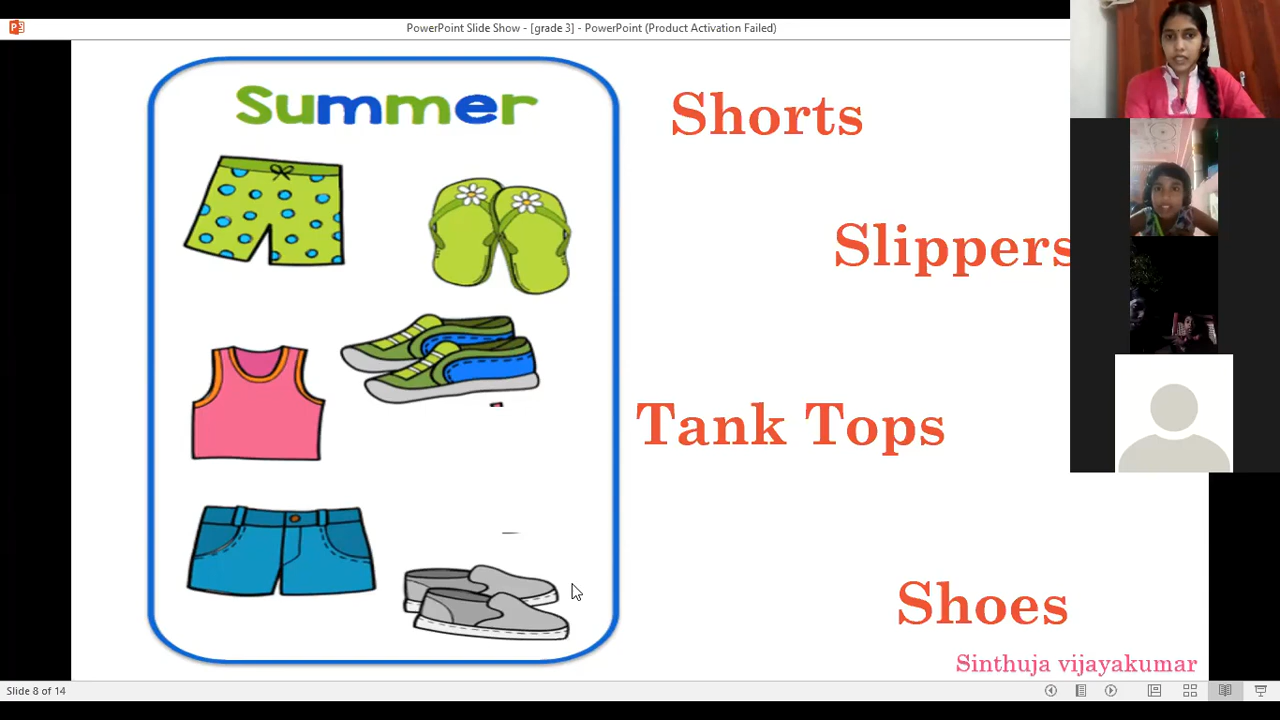 PowerPoint Slide Show - [grade 3] - PowerPoint (Product Activation Failed)
Summer
Shorts
Slippers
Tank Tops
Shoes
Sinthuja vijayakumar
Slide 8 of 14